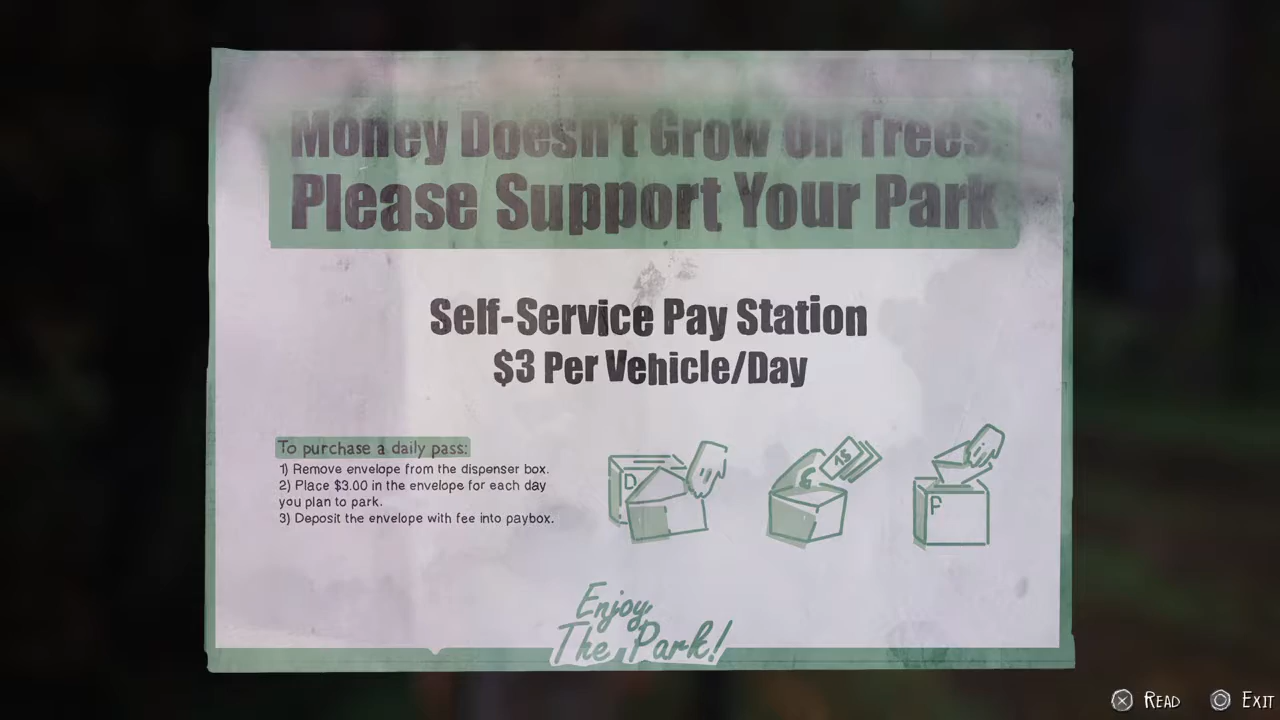 Money Doesn't Grow On Trees.
Please Support Your Park
Self-Service Pay Station
$3 Per Vehicle/Day
To purchase a daily pass:
1) Remove envelope from the dispenser box.
2) Place $3.00 in the envelope for each day
you plan to park.
3) Deposit the envelope with fee into paybox.
D
15
P
Enjoy
The Park!
READ
EXIT